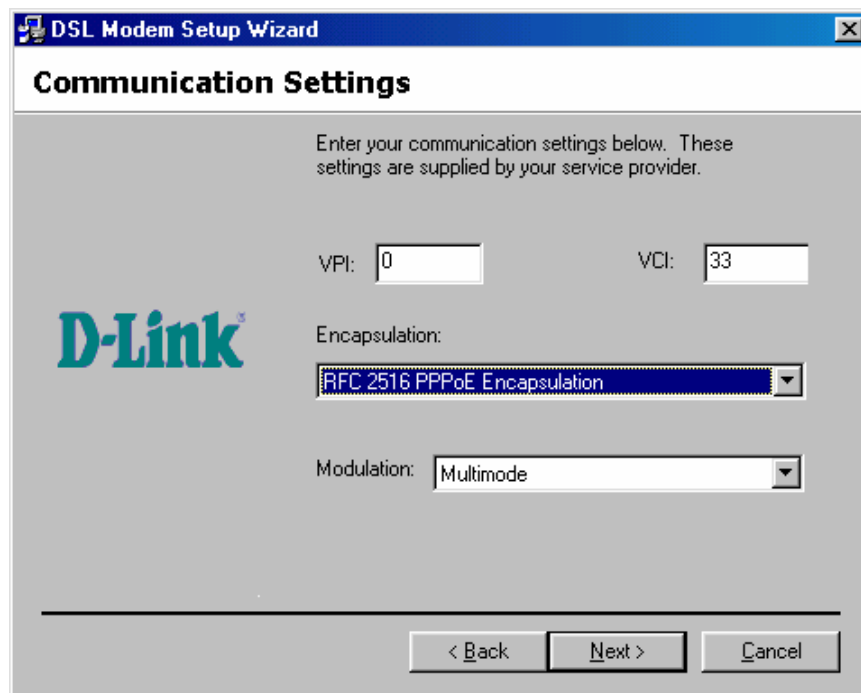 DSL Modem Setup Wizard
Communication Settings
Enter your communication settings below. These
settings are supplied by your service provider.
VPI: 0 VCI: 33
D-Link®
Encapsulation:
RFC 2516 PPPoE Encapsulation
Modulation: Multimode
< Back Next > Cancel